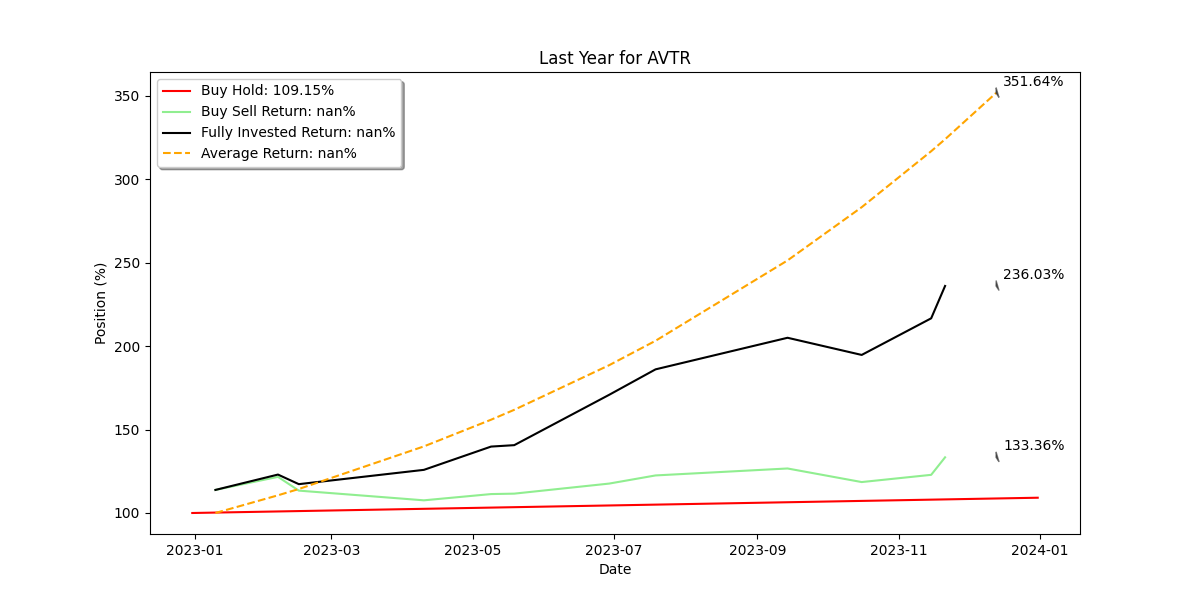 Last Year for AVTR
Buy Hold: 109.15%
Buy Sell Return: nan%
Fully Invested Return: nan%
Average Return: nan%
351.64%
236.03%
133.36%
Position (%)
350
300
250
200
150
100
2023-01
2023-03
2023-05
2023-07
2023-09
2023-11
2024-01
Date